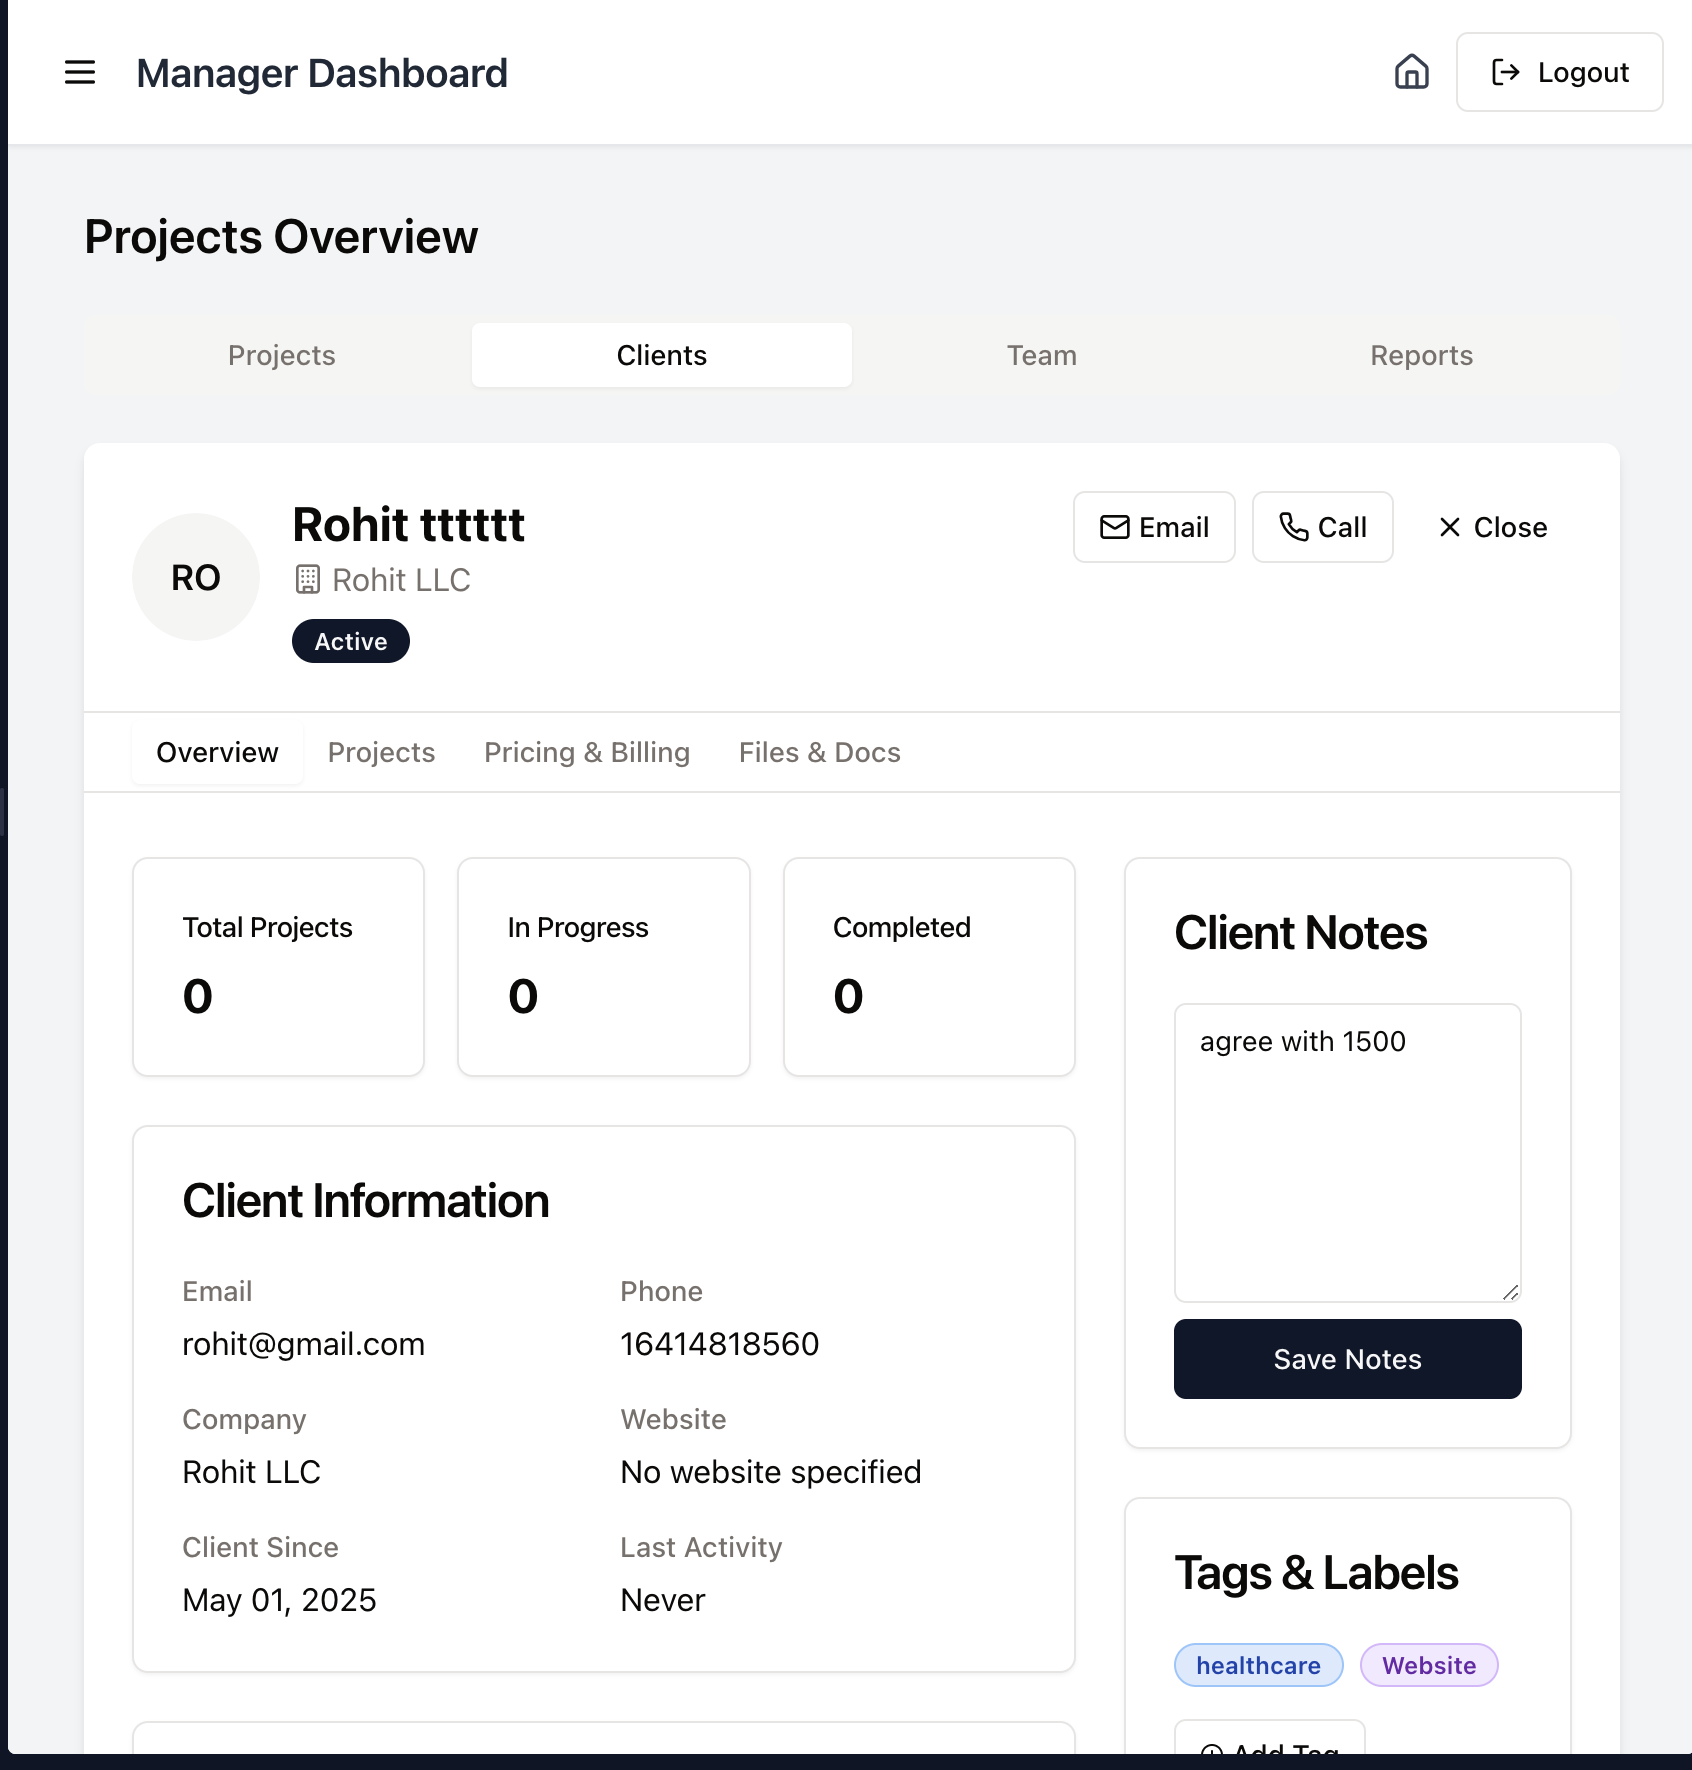 Manager Dashboard
Logout
Projects Overview
Projects
Clients
Team
Reports
RO
Rohit tttttt
Rohit LLC
Active
Email
Call
Close
Overview
Projects
Pricing & Billing
Files & Docs
Total Projects
0
In Progress
0
Completed
0
Client Information
Email
rohit@gmail.com
Phone
16414818560
Company
Rohit LLC
Website
No website specified
Client Since
May 01, 2025
Last Activity
Never
Client Notes
agree with 1500
Save Notes
Tags & Labels
healthcare
Website
Add Tag